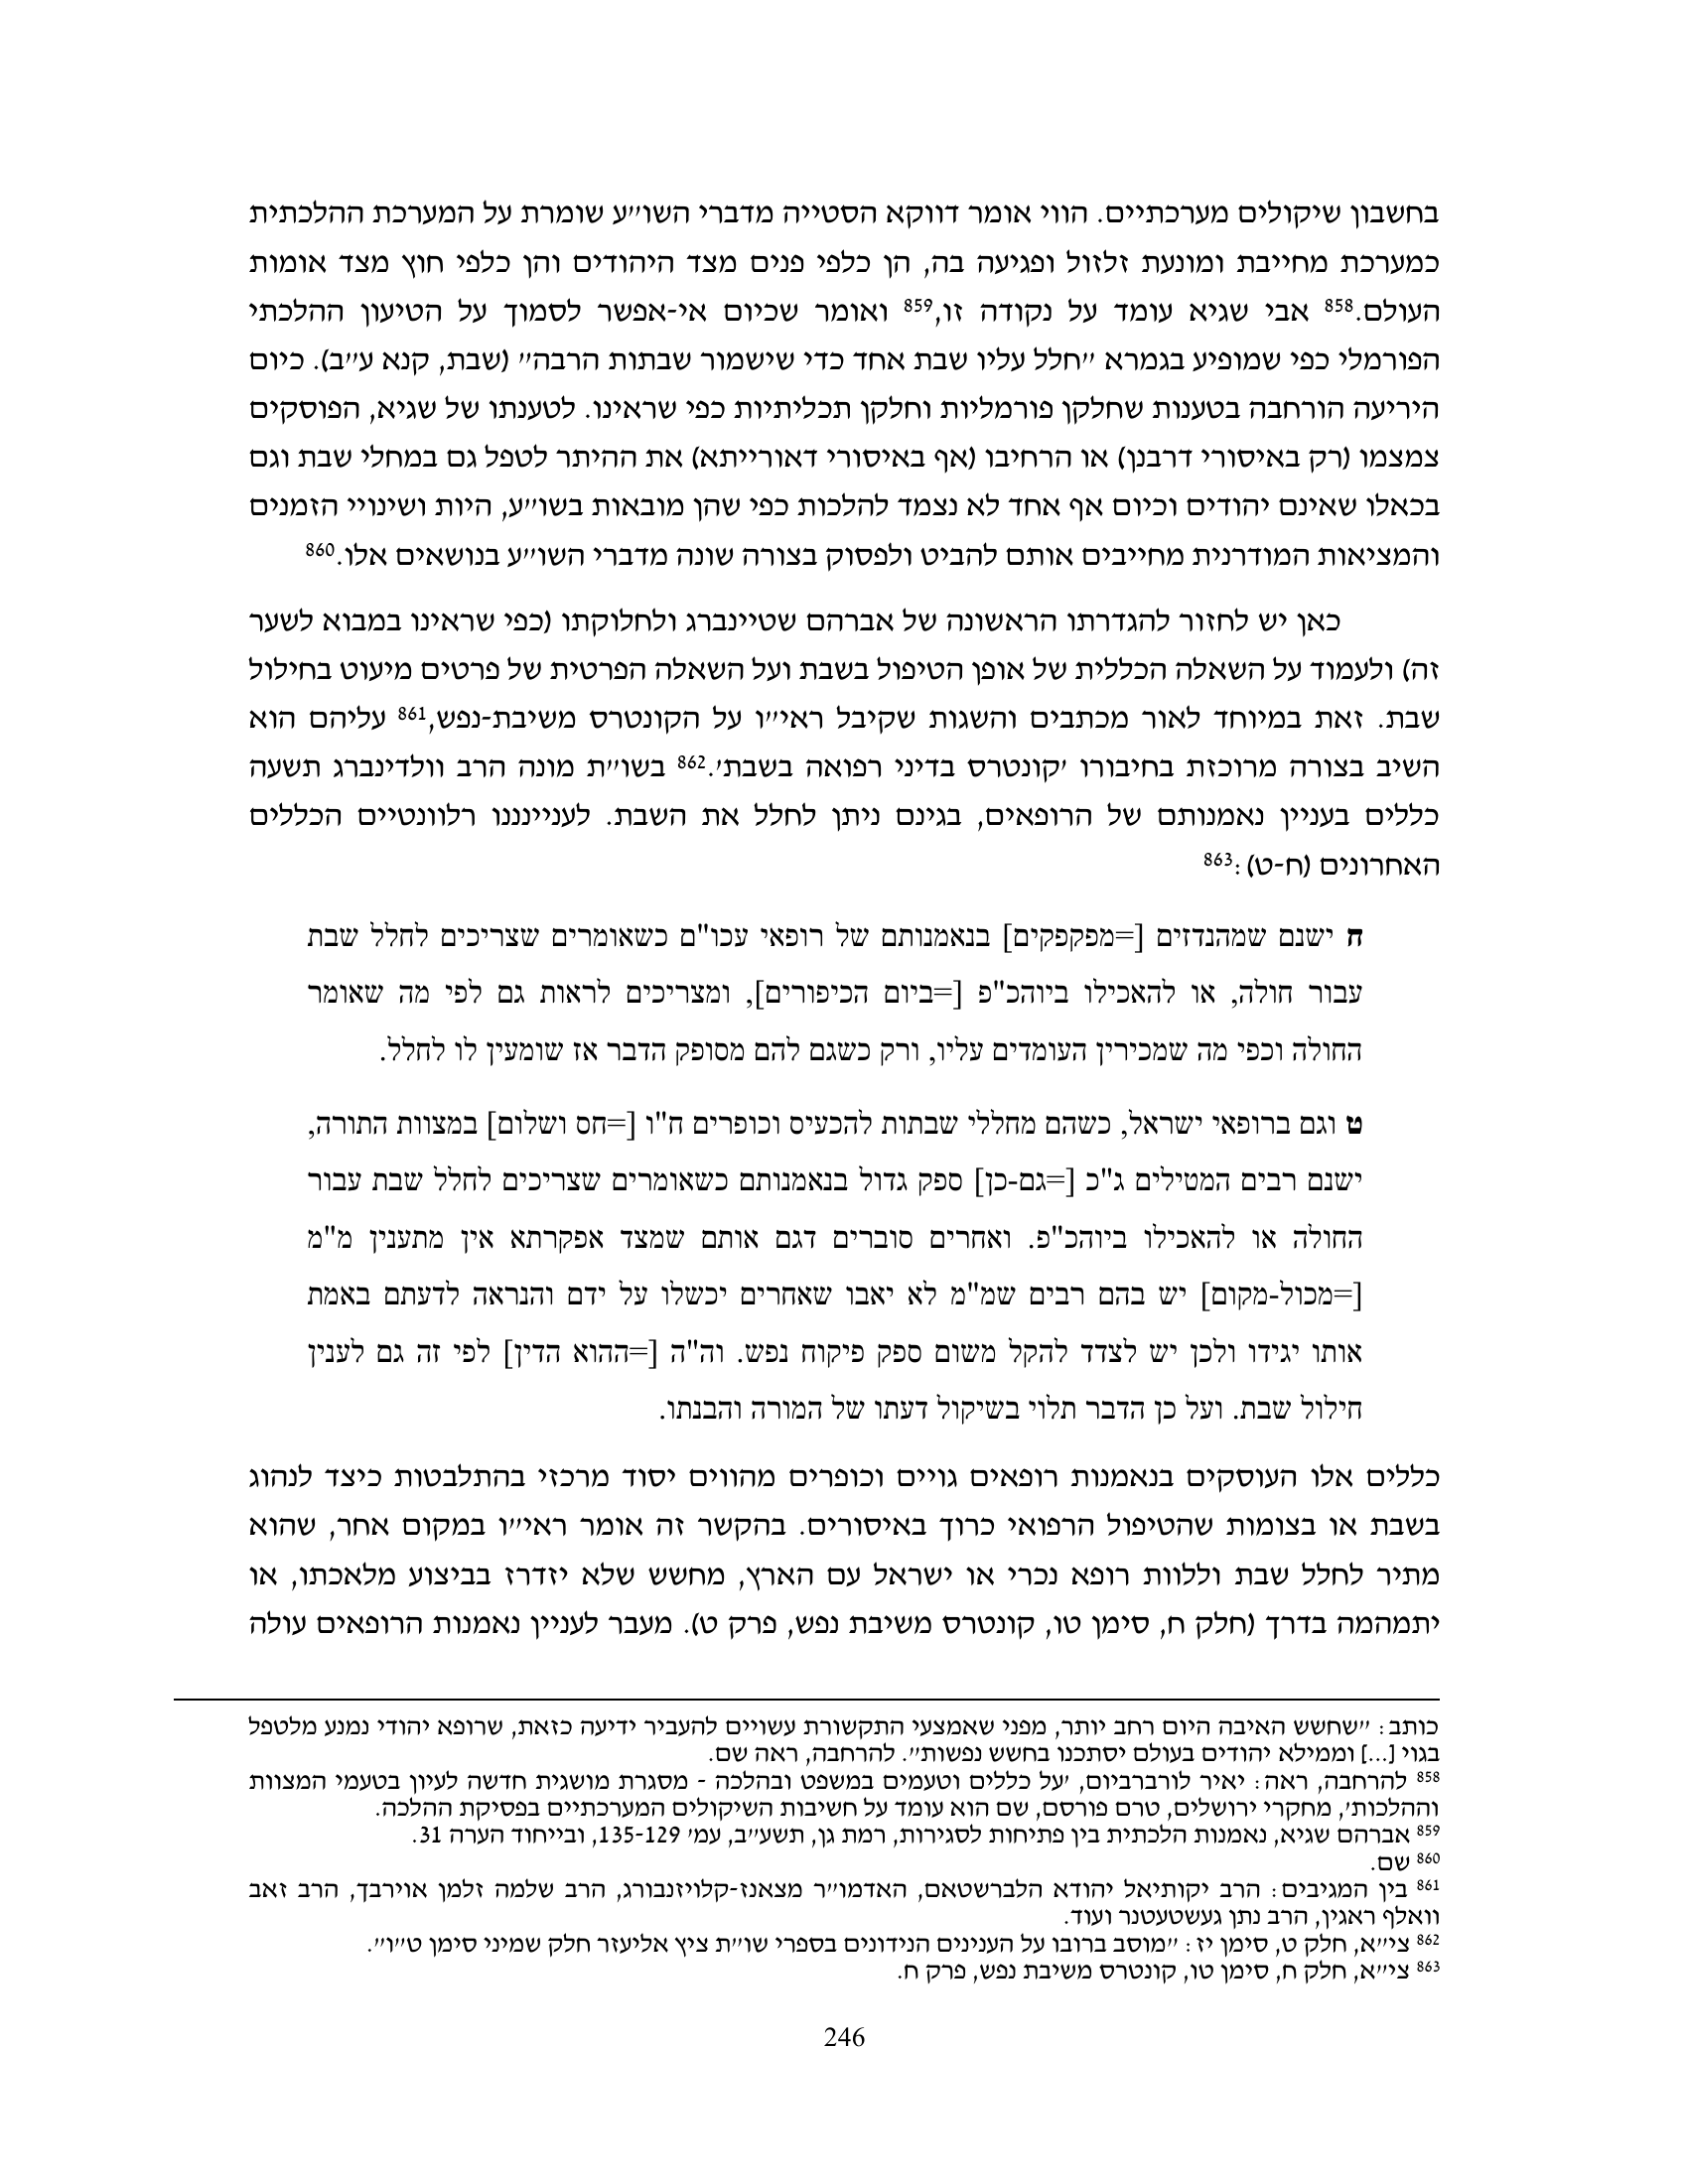 בחשבון שיקולים מערכתיים. הווי אומר דווקא הסטייה מדברי השו״ע שומרת על המערכת ההלכתית
כמערכת מחייבת ומונעת זלזול ופגיעה בה, הן כלפי פנים מצד היהודים והן כלפי חוץ מצד אומות
העולם.858 אבי שגיא עומד על נקודה זו,859 ואומר שכיום אי-אפשר לסמוך על הטיעון ההלכתי
הפורמלי כפי שמופיע בגמרא ״חלל עליו שבת אחד כדי שישמור שבתות הרבה״ (שבת, קנא ע״ב). כיום
היריעה הורחבה בטענות שחלקן פורמליות וחלקן תכליתיות כפי שראינו. לטענתו של שגיא, הפוסקים
צמצמו (רק באיסורי דרבנן) או הרחיבו (אף באיסורי דאורייתא) את ההיתר לטפל גם במחלי שבת וגם
בכאלו שאינם יהודים וכיום אף אחד לא נצמד להלכות כפי שהן מובאות בשו״ע, היות ושינויי הזמנים
והמציאות המודרנית מחייבים אותם להביט ולפסוק בצורה שונה מדברי השו״ע בנושאים אלו.860
כאן יש לחזור להגדרתו הראשונה של אברהם שטיינברג ולחלוקתו (כפי שראינו במבוא לשער
זה) ולעמוד על השאלה הכללית של אופן הטיפול בשבת ועל השאלה הפרטית של פרטים מיעוט בחילול
שבת. זאת במיוחד לאור מכתבים והשגות שקיבל ראי״ו על הקונטרס משיבת-נפש,861 עליהם הוא
השיב בצורה מרוכזת בחיבורו ׳קונטרס בדיני רפואה בשבת׳.862 בשו״ת מונה הרב וולדינברג תשעה
כללים בעניין נאמנותם של הרופאים, בגינם ניתן לחלל את השבת. לענייננו רלוונטיים הכללים
האחרונים (ח-ט):863
ח ישנם שמהנדזים [=מפקפקים] בנאמנותם של רופאי עכו"ם כשאומרים שצריכים לחלל שבת
עבור חולה, או להאכילו ביוהכ"פ [=ביום הכיפורים], ומצריכים לראות גם לפי מה שאומר
החולה וכפי מה שמכירין העומדים עליו, ורק כשגם להם מסופק הדבר אז שומעין לו לחלל.
ט וגם ברופאי ישראל, כשהם מחללי שבתות להכעיס וכופרים ח"ו [=חס ושלום] במצוות התורה,
ישנם רבים המטילים ג"כ [=גם-כן] ספק גדול בנאמנותם כשאומרים שצריכים לחלל שבת עבור
החולה או להאכילו ביוהכ"פ. ואחרים סוברים דגם אותם שמצד אפקרתא אין מתענין מ"מ
[=מכול-מקום] יש בהם רבים שמ"מ לא יאבו שאחרים יכשלו על ידם והנראה לדעתם באמת
אותו יגידו ולכן יש לצדד להקל משום ספק פיקוח נפש. וה"ה [=ההוא הדין] לפי זה גם לענין
חילול שבת. ועל כן הדבר תלוי בשיקול דעתו של המורה והבנתו.
כללים אלו העוסקים בנאמנות רופאים גויים וכופרים מהווים יסוד מרכזי בהתלבטות כיצד לנהוג
בשבת או בצומות שהטיפול הרפואי כרוך באיסורים. בהקשר זה אומר ראי״ו במקום אחר, שהוא
מתיר לחלל שבת וללוות רופא נכרי או ישראל עם הארץ, מחשש שלא יזדרז בביצוע מלאכתו, או
יתמהמה בדרך (חלק ח, סימן טו, קונטרס משיבת נפש, פרק ט). מעבר לעניין נאמנות הרופאים עולה
כותב: ״שחשש האיבה היום רחב יותר, מפני שאמצעי התקשורת עשויים להעביר ידיעה כזאת, שרופא יהודי נמנע מלטפל
בגוי [...] וממילא יהודים בעולם יסתכנו בחשש נפשות״. להרחבה, ראה שם.
858 להרחבה, ראה: יאיר לורברביום, ׳על כללים וטעמים במשפט ובהלכה - מסגרת מושגית חדשה לעיון בטעמי המצוות
וההלכות׳, מחקרי ירושלים, טרם פורסם, שם הוא עומד על חשיבות השיקולים המערכתיים בפסיקת ההלכה.
859 אברהם שגיא, נאמנות הלכתית בין פתיחות לסגירות, רמת גן, תשע״ב, עמ׳ 135-129, ובייחוד הערה 31.
860 שם.
861 בין המגיבים: הרב יקותיאל יהודא הלברשטאם, האדמו״ר מצאנז-קלויזנבורג, הרב שלמה זלמן אוירבך, הרב זאב
וואלף ראגין, הרב נתן געשטעטנר ועוד.
862 צי״א, חלק ט, סימן יז: ״מוסב ברובו על הענינים הנידונים בספרי שו״ת ציץ אליעזר חלק שמיני סימן ט״ו״.
863 צי״א, חלק ח, סימן טו, קונטרס משיבת נפש, פרק ח.
246